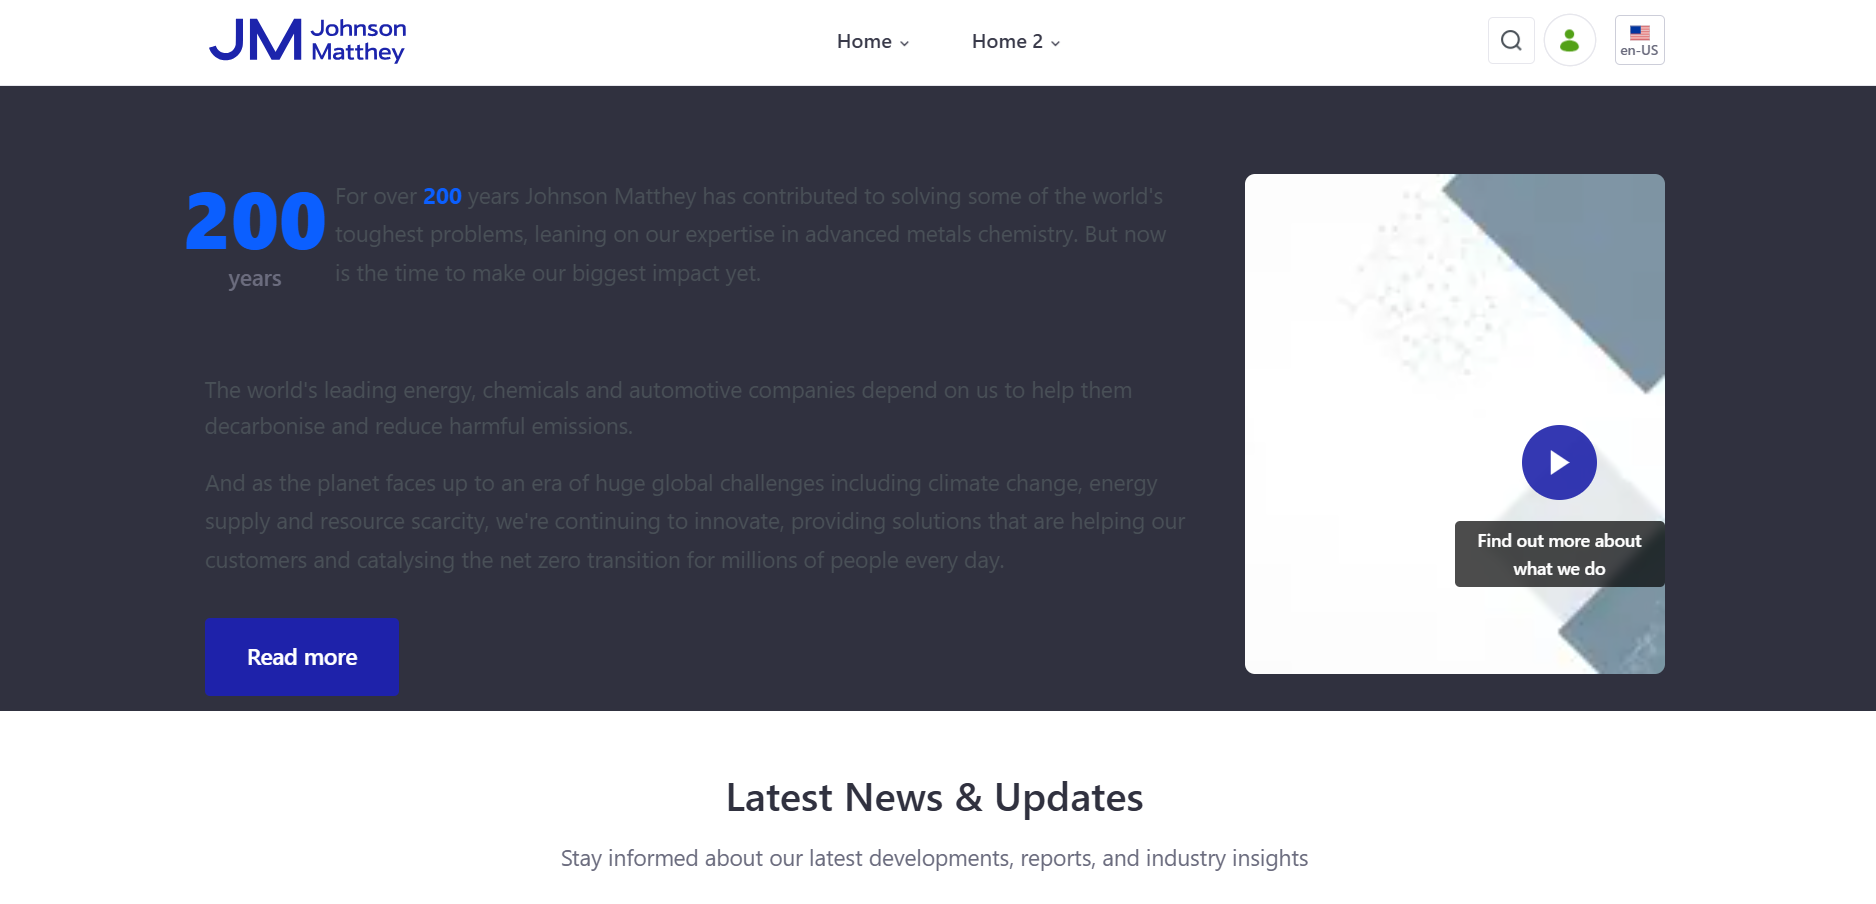 JM Johnson
Matthey
Home
Home 2
en-US
200
years
For over 200 years Johnson Matthey has contributed to solving some of the world's
toughest problems, leaning on our expertise in advanced metals chemistry. But now
is the time to make our biggest impact yet.
The world's leading energy, chemicals and automotive companies depend on us to help them
decarbonise and reduce harmful emissions.
And as the planet faces up to an era of huge global challenges including climate change, energy
supply and resource scarcity, we're continuing to innovate, providing solutions that are helping our
customers and catalysing the net zero transition for millions of people every day.
Read more
Find out more about
what we do
Latest News & Updates
Stay informed about our latest developments, reports, and industry insights